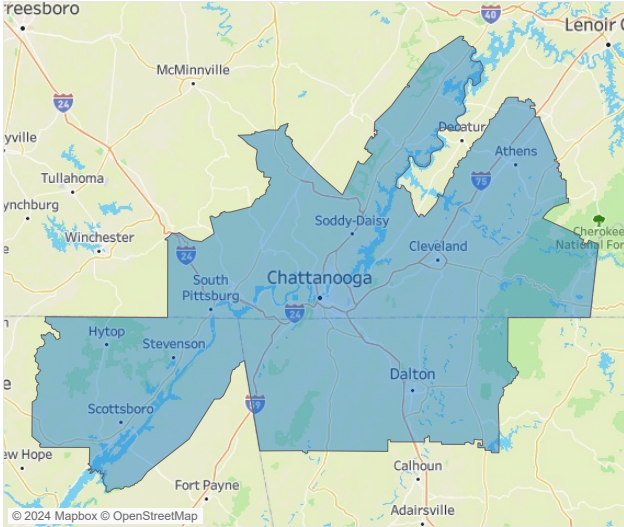 reesboro
40
Lenoir C
McMinnville
24
Decatur
yville
Athens
Tullahoma
75
ynchburg
Soddy-Daisy
Cherokee
National Fore
Winchester
Cleveland
24
South
Pittsburg
Chattanooga
24
Hytop
Stevenson
e
Dalton
59
Scottsboro
ew Hope
Calhoun
Fort Payne
Adairsville
© 2024 Mapbox © OpenStreetMap